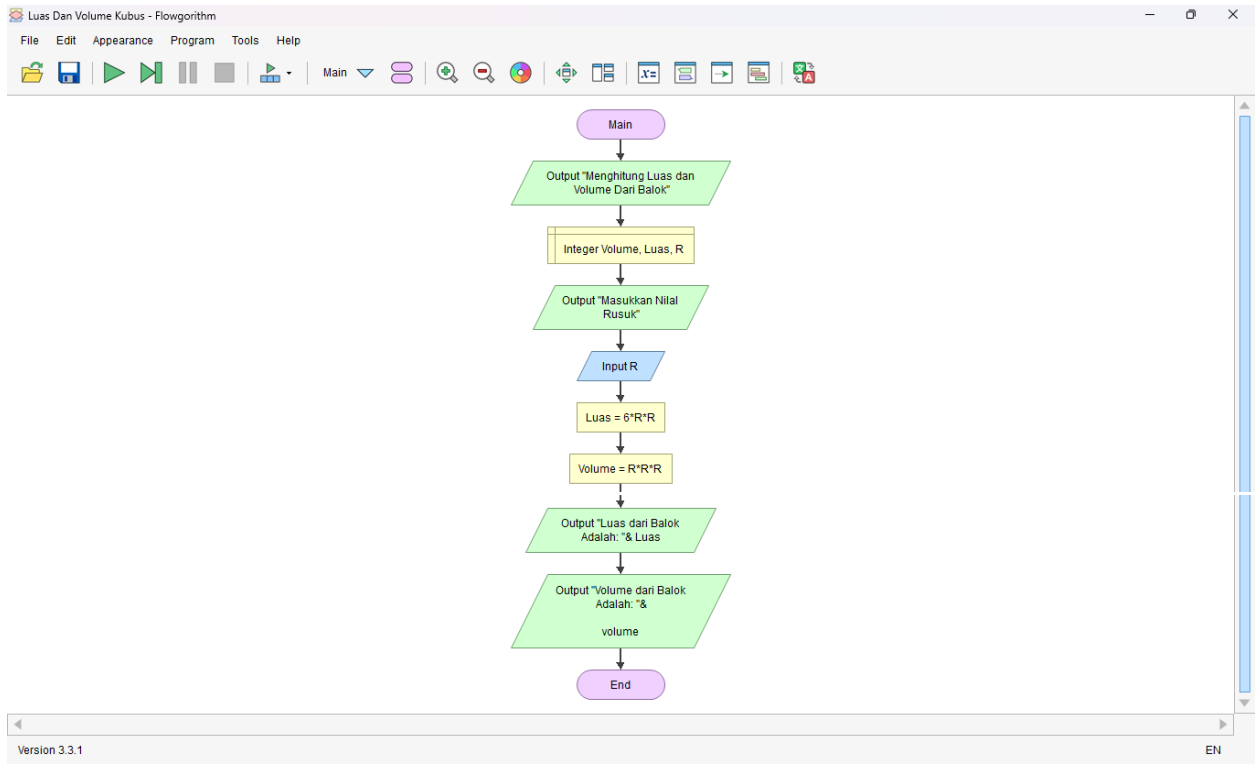 Luas Dan Volume Kubus - Flowgorithm
File Edit Appearance Program Tools Help
Main
x=
文
A
Main
Output "Menghitung Luas dan
Volume Dari Balok"
Integer Volume, Luas, R
Output "Masukkan Nilal
Rusuk"
Input R
Luas = 6*R*R
Volume = R*R*R
Output "Luas dari Balok
Adalah: "& Luas
Output "Volume dari Balok
Adalah: "&
volume
End
Version 3.3.1
EN